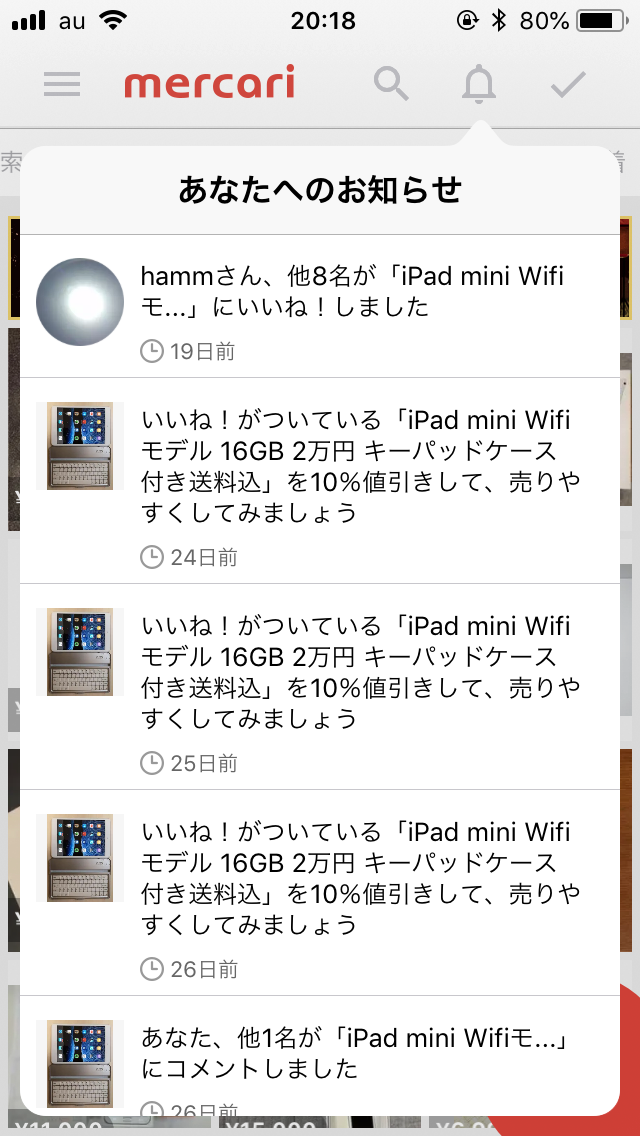 au 20:18 80%
mercari
索 着
あなたへのお知らせ
hammさん、他8名が「iPad mini Wifi
モ...」にいいね！しました
19日前
いいね！がついている「iPad mini Wifi
モデル 16GB 2万円 キーパッドケース
付き送料込」を10%値引きして、売りや
すくしてみましょう
24日前
いいね！がついている「iPad mini Wifi
モデル 16GB 2万円 キーパッドケース
付き送料込」を10%値引きして、売りや
すくしてみましょう
25日前
いいね！がついている「iPad mini Wifi
モデル 16GB 2万円 キーパッドケース
付き送料込」を10%値引きして、売りや
すくしてみましょう
26日前
あなた、他1名が「iPad mini Wifiモ...」
にコメントしました
26日前